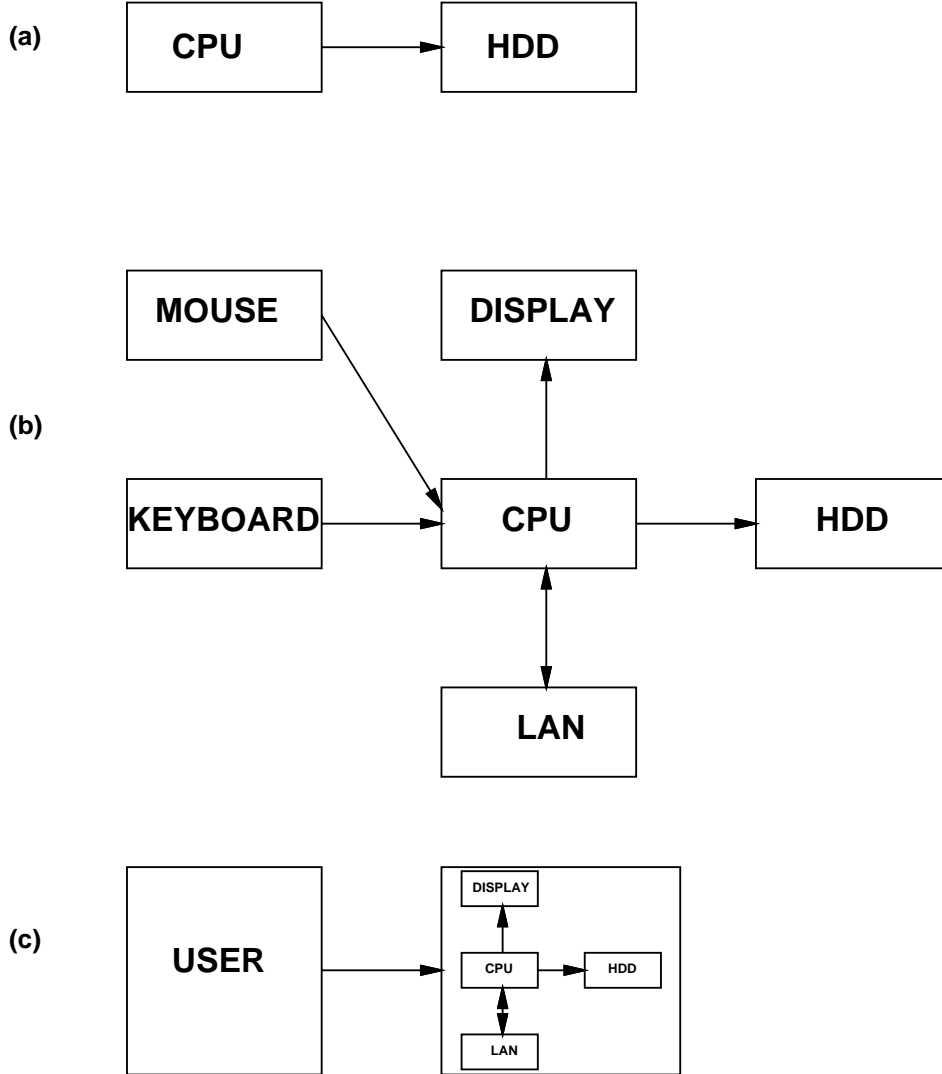 (a)
CPU
HDD
MOUSE
DISPLAY
(b)
KEYBOARD
CPU
HDD
LAN
(c)
USER
DISPLAY
CPU
HDD
LAN